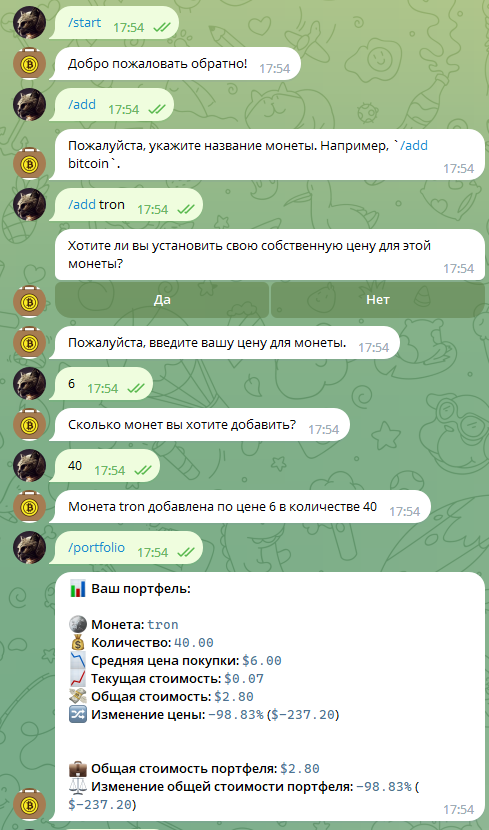 /start 17:54
Добро пожаловать обратно! 17:54
/add 17:54
Пожалуйста, укажите название монеты. Например, `/add
bitcoin`. 17:54
/add tron 17:54
Хотите ли вы установить свою собственную цену для этой
монеты? 17:54
Да Нет
Пожалуйста, введите вашу цену для монеты. 17:54
6 17:54
Сколько монет вы хотите добавить? 17:54
40 17:54
Монета tron добавлена по цене 6 в количестве 40 17:54
/portfolio 17:54
Ваш портфель:
Монета: tron
Количество: 40.00
Средняя цена покупки: $6.00
Текущая стоимость: $0.07
Общая стоимость: $2.80
Изменение цены: -98.83% ($-237.20)
Общая стоимость портфеля: $2.80
Изменение общей стоимости портфеля: -98.83% (
$-237.20) 17:54